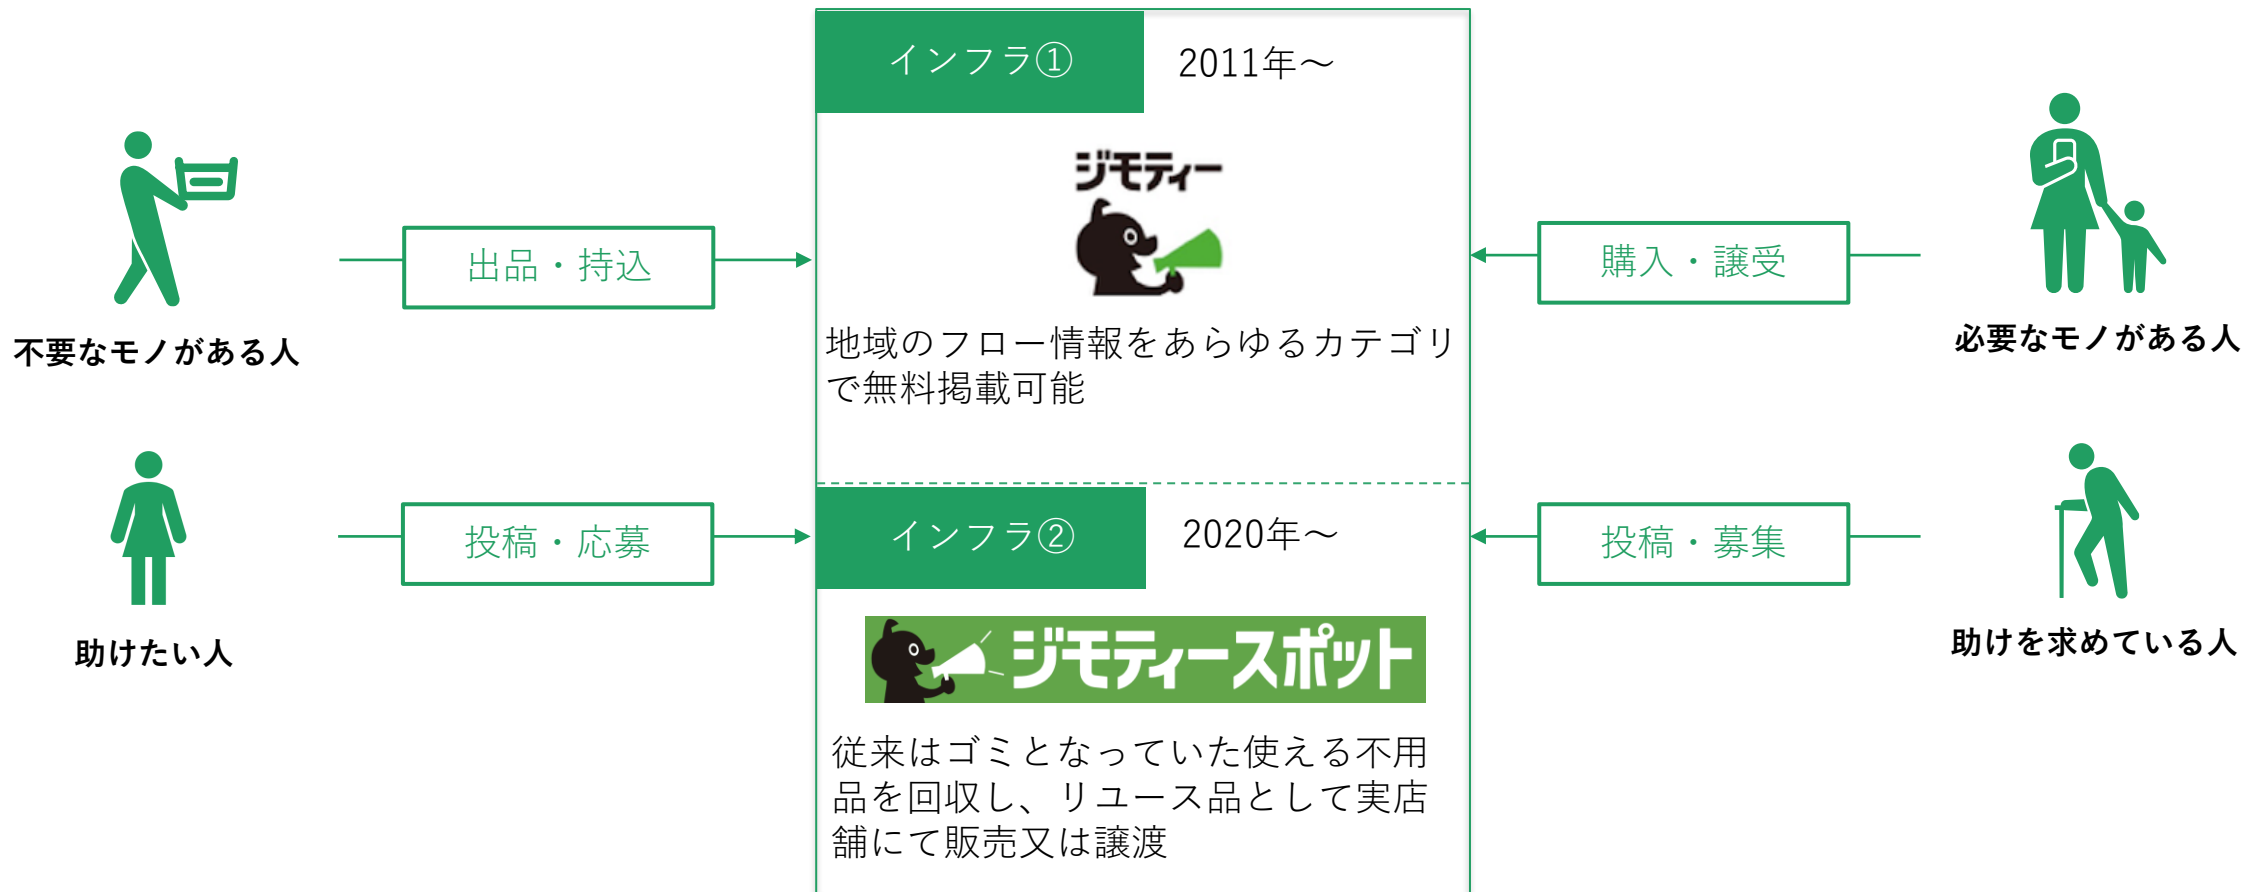 インフラ①
2011年～
ジモティー
地域のフロー情報をあらゆるカテゴリ
で無料掲載可能
出品・持込
購入・譲受
不要なモノがある人
必要なモノがある人
インフラ②
2020年～
投稿・応募
投稿・募集
助けたい人
助けを求めている人
ジモティースポット
従来はゴミとなっていた使える不用
品を回収し、リユース品として実店
舗にて販売又は譲渡